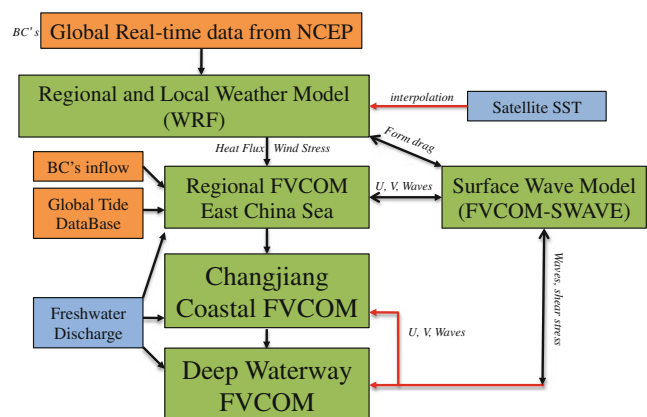 BC's
Global Real-time data from NCEP
Regional and Local Weather Model
(WRF)
interpolation
Satellite SST
Form drag
Heat Flux
Wind Stress
BC's inflow
Regional FVCOM
East China Sea
U, V, Waves
Surface Wave Model
(FVCOM-SWAVE)
Global Tide
DataBase
Changjiang
Coastal FVCOM
Waves, shear stress
Freshwater
Discharge
U, V, Waves
Deep Waterway
FVCOM